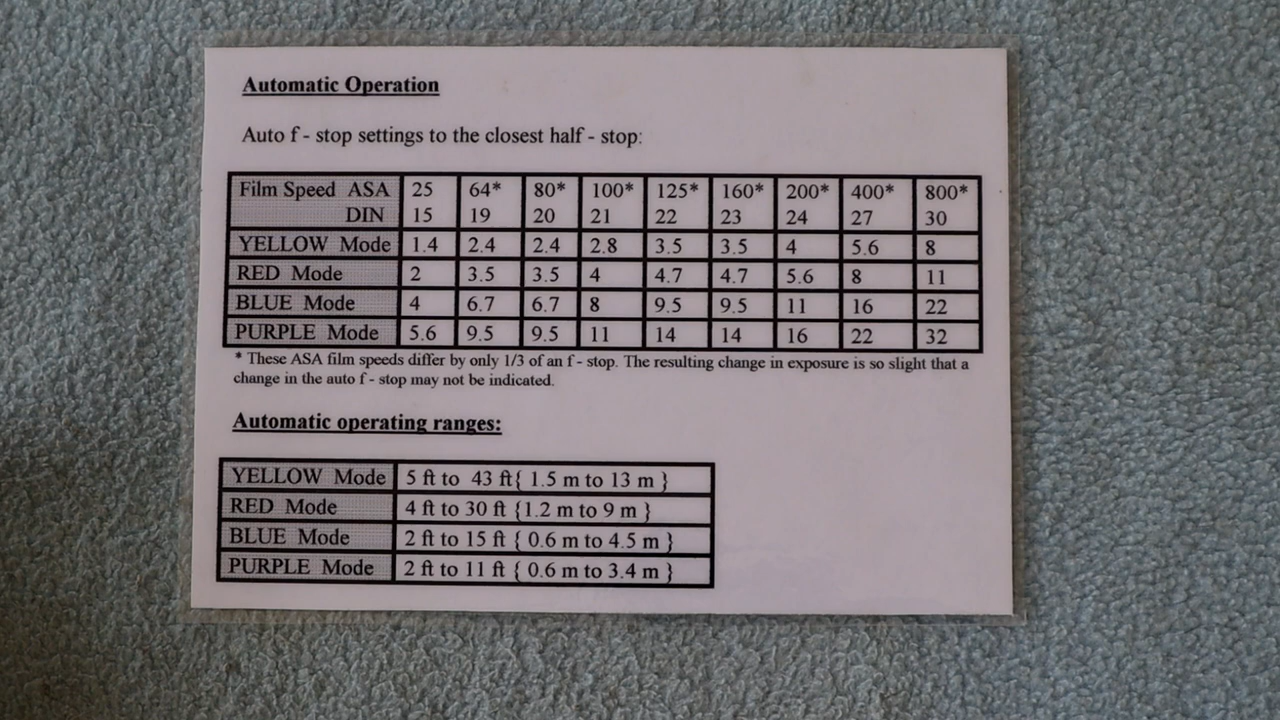 Automatic Operation
Auto f - stop settings to the closest half - stop:
Film Speed ASA 25 64* 80* 100* 125* 160* 200* 400* 800*
DIN 15 19 20 21 22 23 24 27 30
YELLOW Mode 1.4 2.4 2.4 2.8 3.5 3.5 4 5.6 8
RED Mode 2 3.5 3.5 4 4.7 4.7 5.6 8 11
BLUE Mode 4 6.7 6.7 8 9.5 9.5 11 16 22
PURPLE Mode 5.6 9.5 9.5 11 14 14 16 22 32
* These ASA film speeds differ by only 1/3 of an f - stop. The resulting change in exposure is so slight that a
change in the auto f - stop may not be indicated.
Automatic operating ranges:
YELLOW Mode 5 ft to 43 ft{ 1.5 m to 13 m }
RED Mode 4 ft to 30 ft {1.2 m to 9 m }
BLUE Mode 2 ft to 15 ft { 0.6 m to 4.5 m }
PURPLE Mode 2 ft to 11 ft { 0.6 m to 3.4 m }